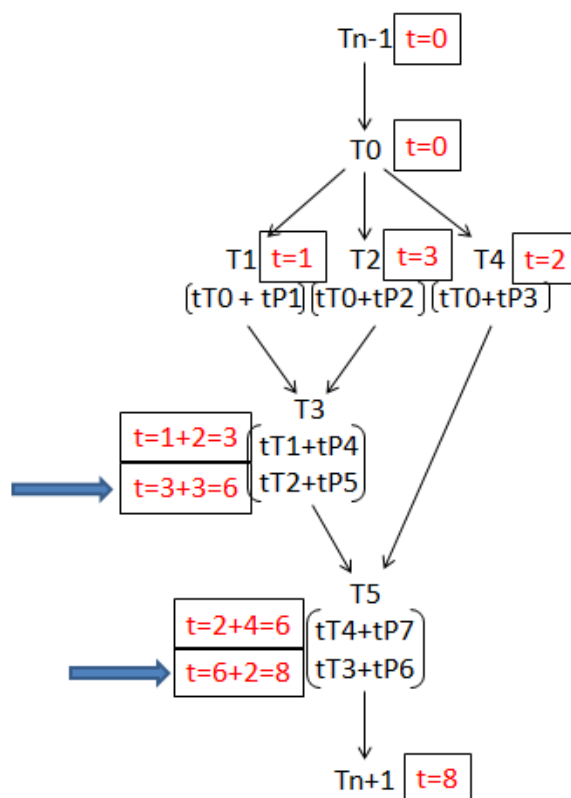 Tn-1 t=0
T0 t=0
T1 t=1 T2 t=3 T4 t=2
(tT0 + tP1) (tT0+tP2) (tT0+tP3)
T3
t=1+2=3 tT1+tP4
t=3+3=6 tT2+tP5
T5
t=2+4=6 tT4+tP7
t=6+2=8 tT3+tP6
Tn+1 t=8